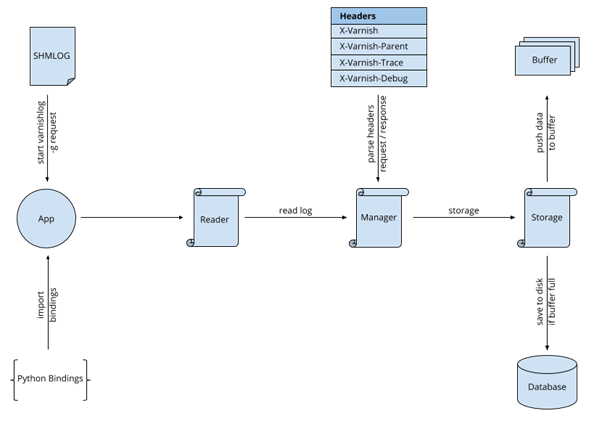 Headers
X-Varnish
X-Varnish-Parent
X-Varnish-Trace
X-Varnish-Debug
SHMLOG
Buffer
start varnishlog
-g request
parse headers
request / response
push data
to buffer
App
Reader
read log
Manager
storage
Storage
import
bindings
save to disk
if buffer full
Python Bindings
Database